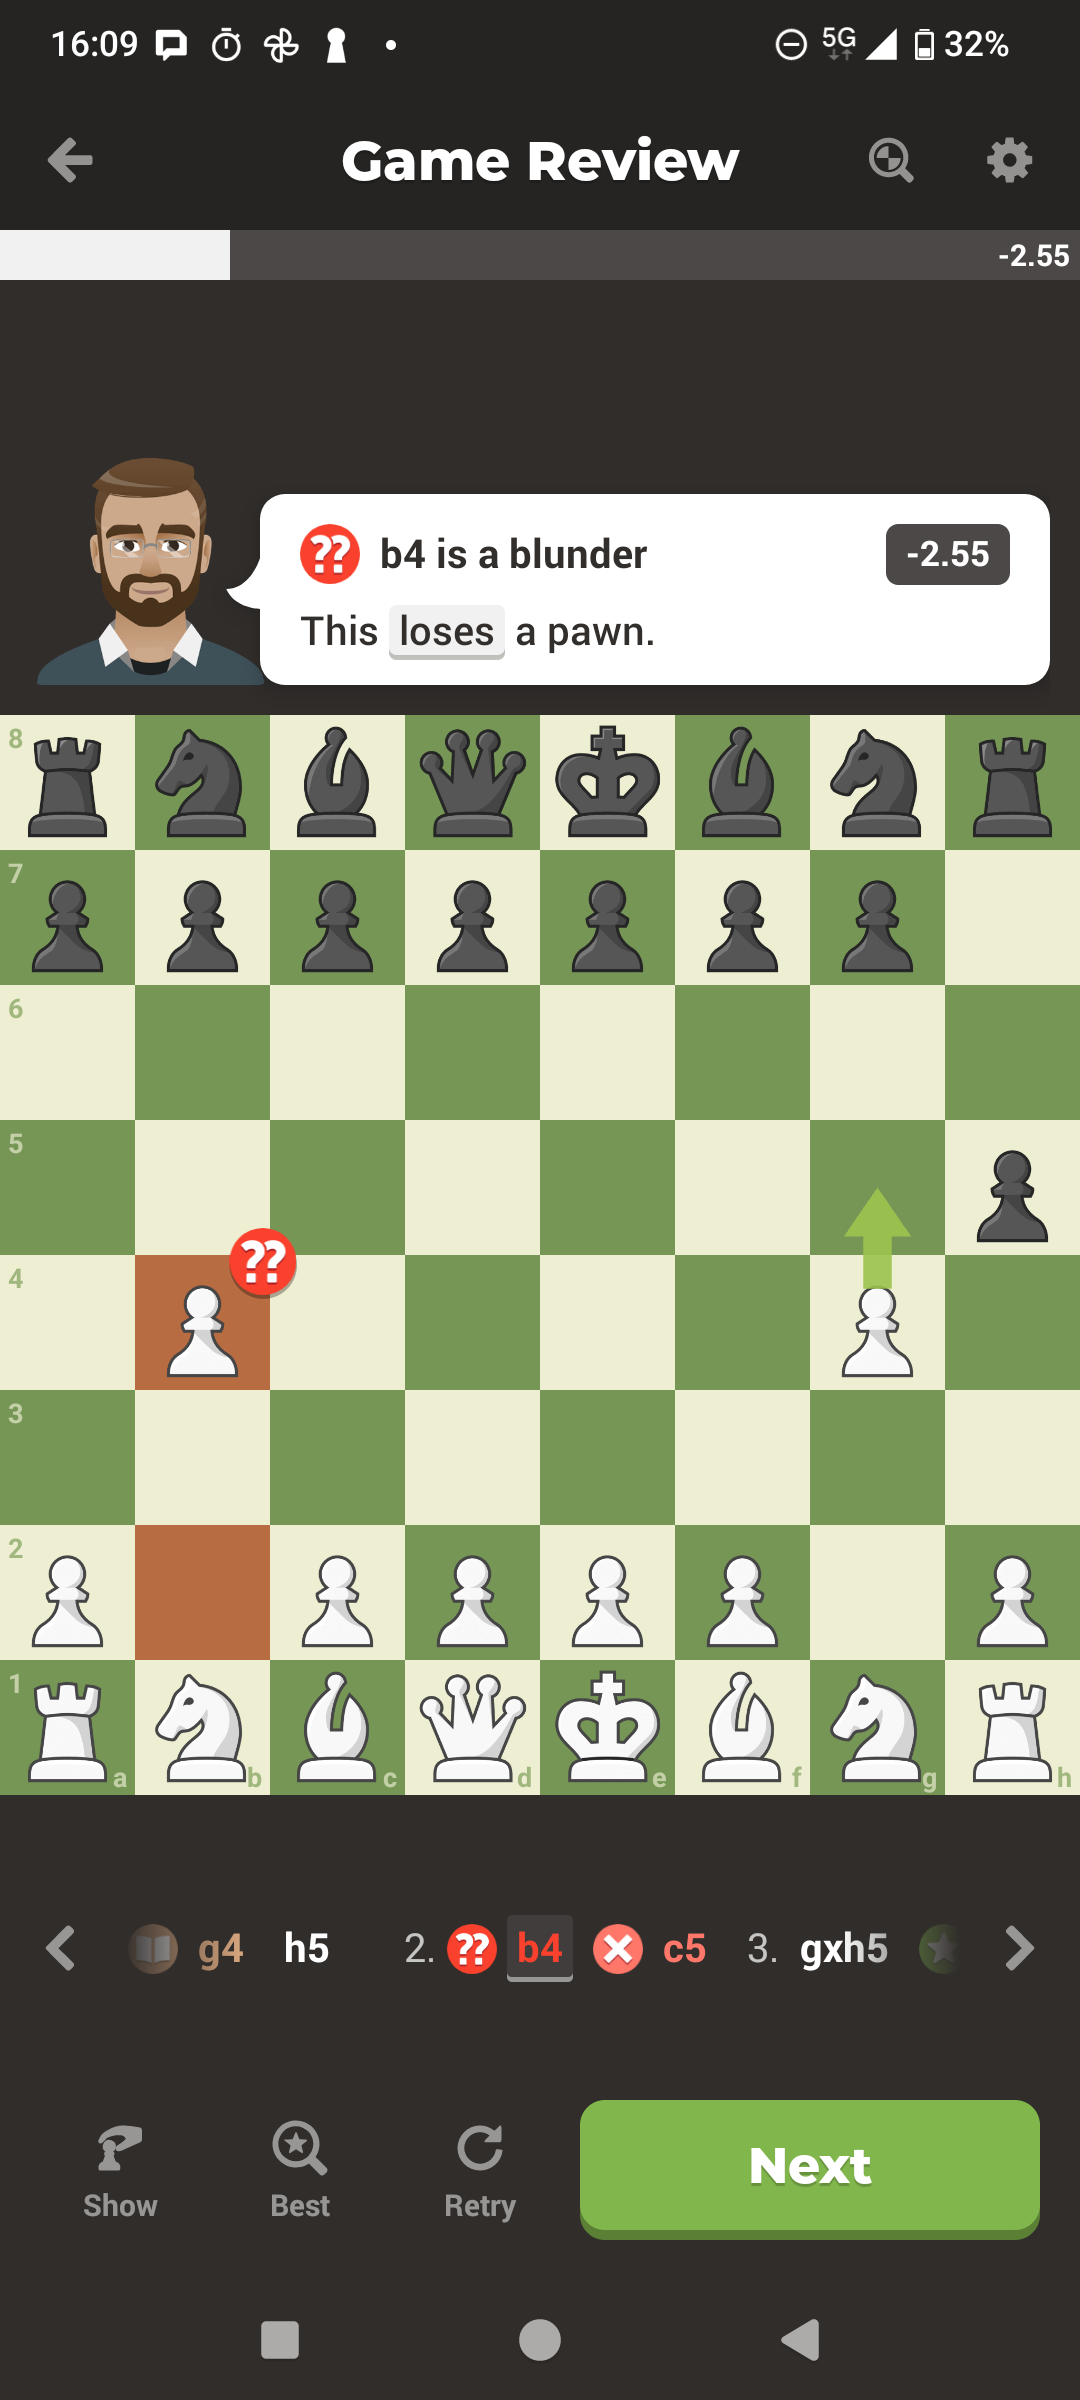 16:09 5G 32%
Game Review
-2.55
?? b4 is a blunder -2.55
This loses a pawn.
8
7
6
5
??
4
3
2
1
a b c d e f g h
g4 h5 2. ?? b4 c5 3. gxh5
Show Best Retry Next